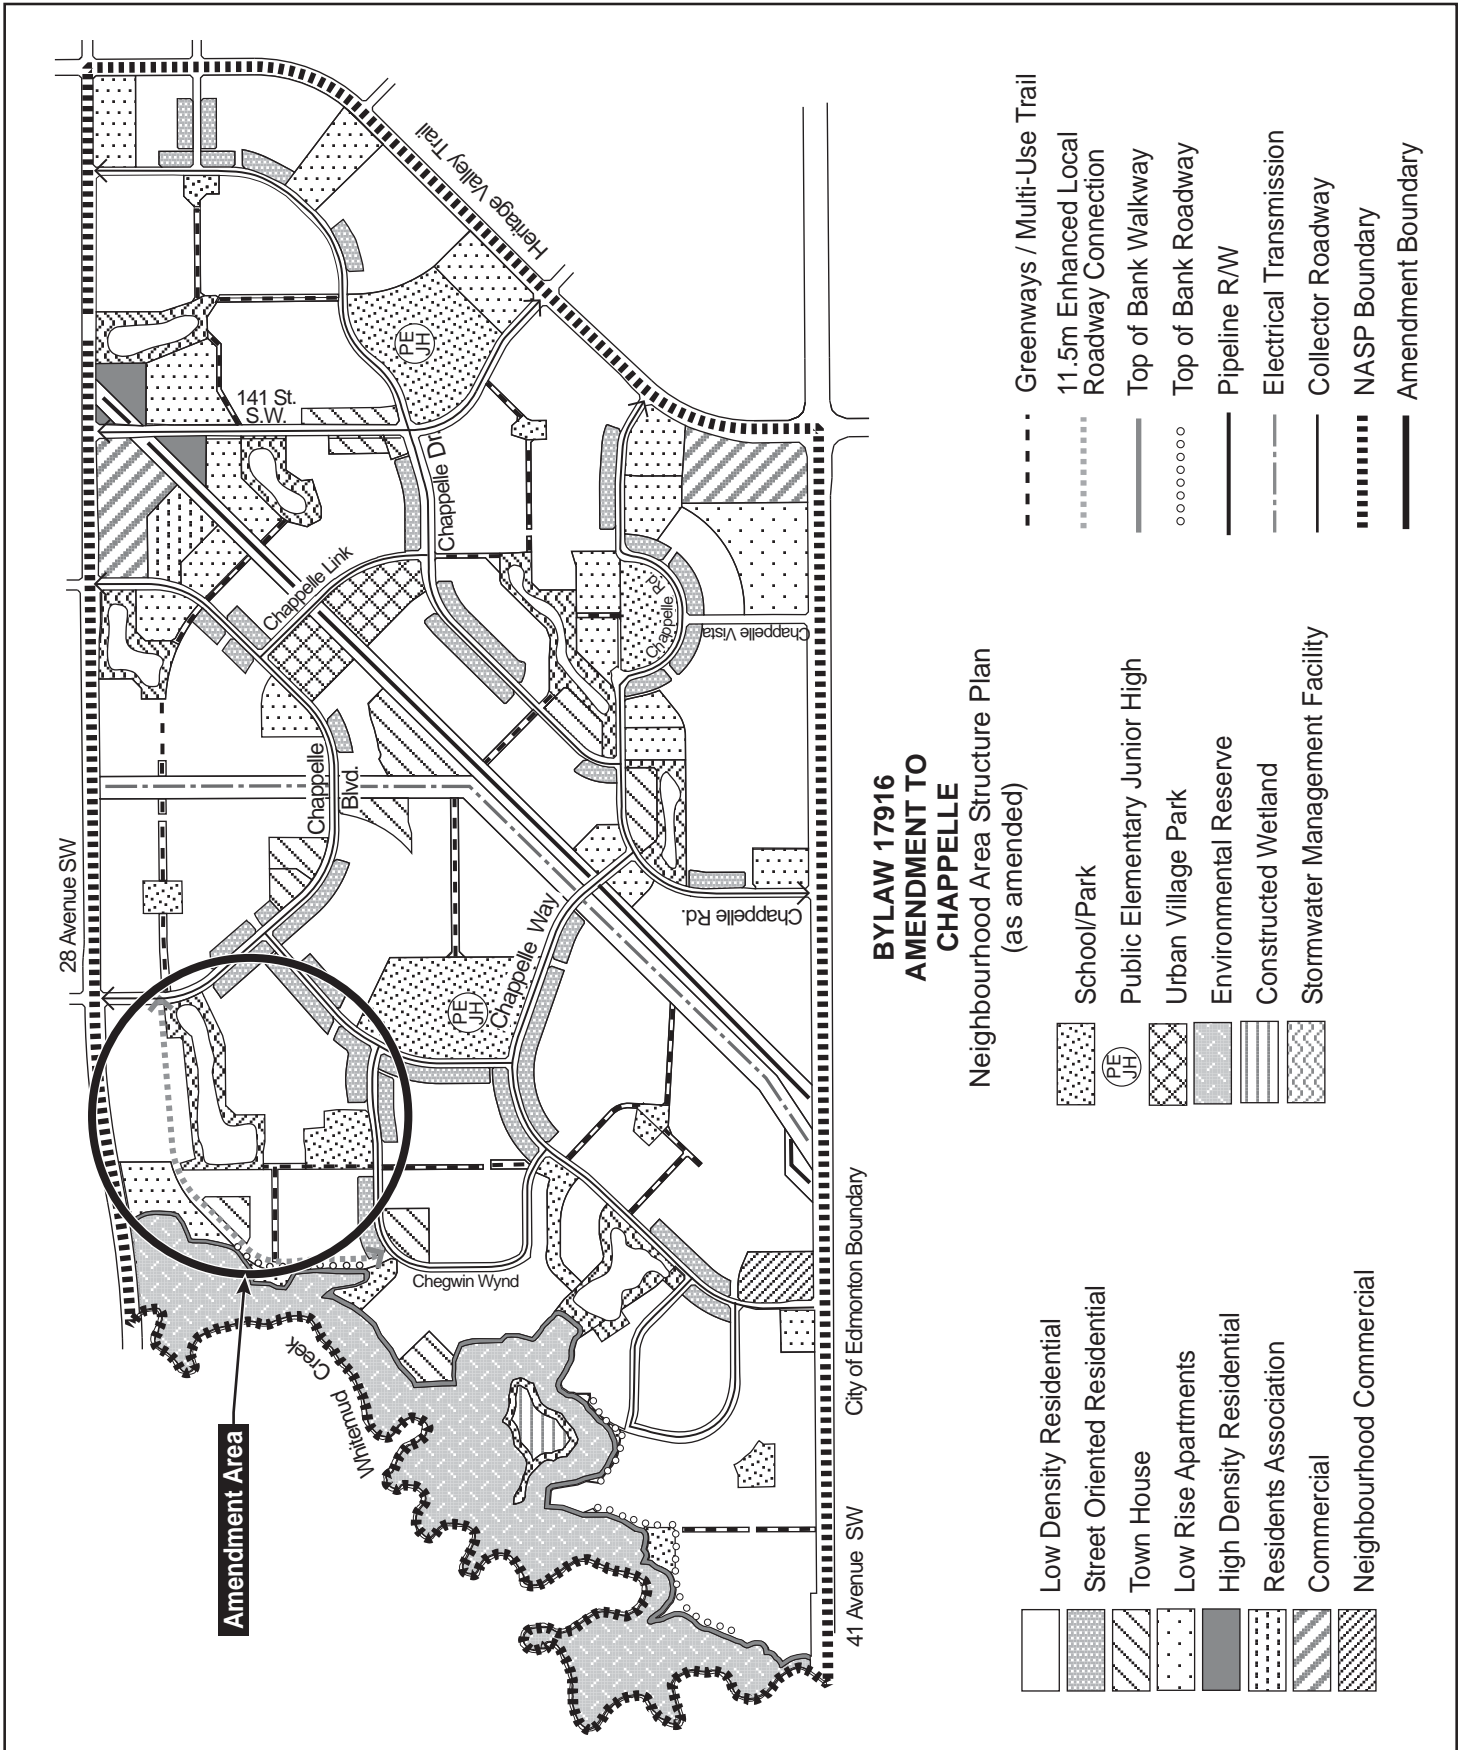 28 Avenue SW
Heritage Valley Trail
141 St.
S.W.
PE
JH
Chappelle Dr.
Chappelle Link
Chappelle
Rd.
Chappelle Vista
Chappelle
Blvd.
Chappelle Way
PE
JH
Chappelle Rd.
Chegwin Wynd
Whitemud Creek
Amendment Area
City of Edmonton Boundary
41 Avenue SW
BYLAW 17916
AMENDMENT TO
CHAPPELLE
Neighbourhood Area Structure Plan
(as amended)
Low Density Residential
Street Oriented Residential
Town House
Low Rise Apartments
High Density Residential
Residents Association
Commercial
Neighbourhood Commercial
School/Park
PE
JH
Public Elementary Junior High
Urban Village Park
Environmental Reserve
Constructed Wetland
Stormwater Management Facility
Greenways / Multi-Use Trail
11.5m Enhanced Local
Roadway Connection
Top of Bank Walkway
Top of Bank Roadway
Pipeline R/W
Electrical Transmission
Collector Roadway
NASP Boundary
Amendment Boundary